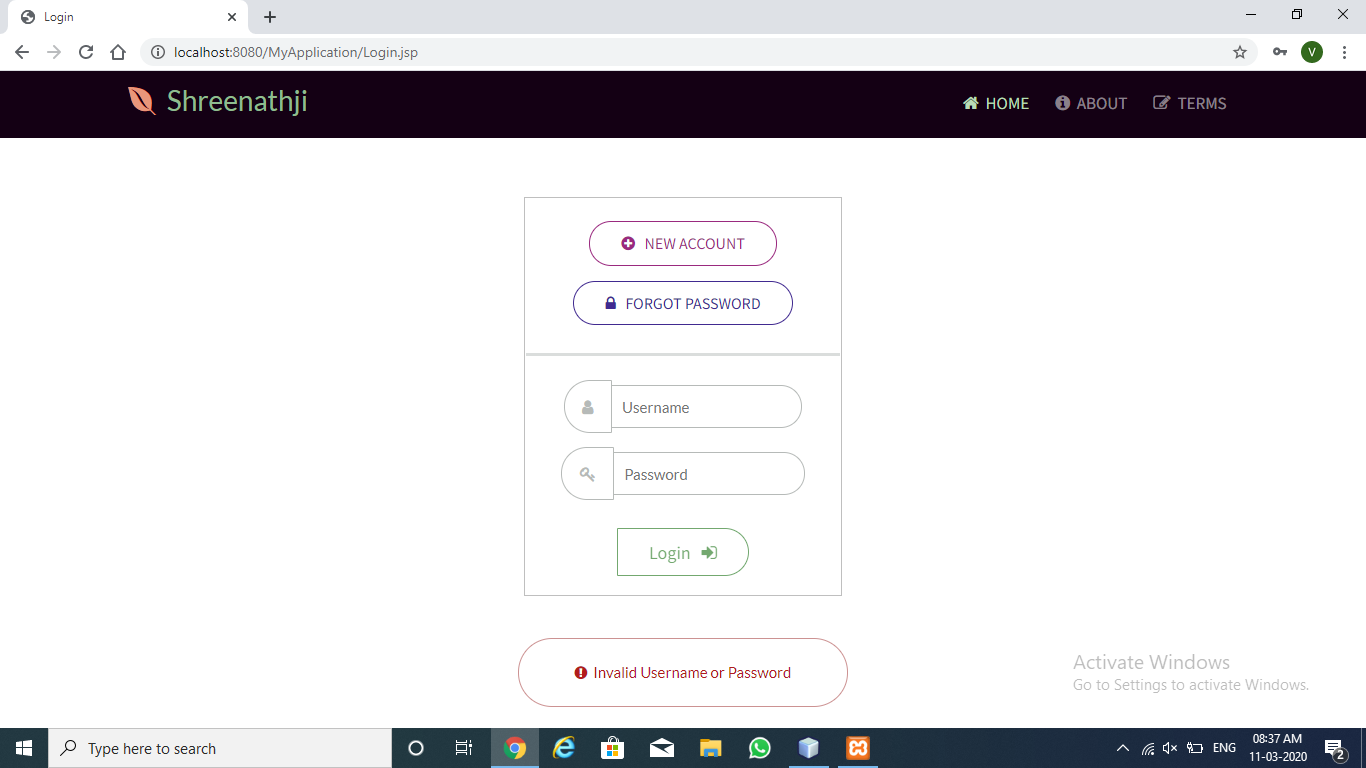 Login
localhost:8080/MyApplication/Login.jsp
V
Shreenathji
HOME
ABOUT
TERMS
NEW ACCOUNT
FORGOT PASSWORD
Username
Password
Login
Invalid Username or Password
Activate Windows
Go to Settings to activate Windows.
Type here to search
ENG
08:37 AM
11-03-2020
2